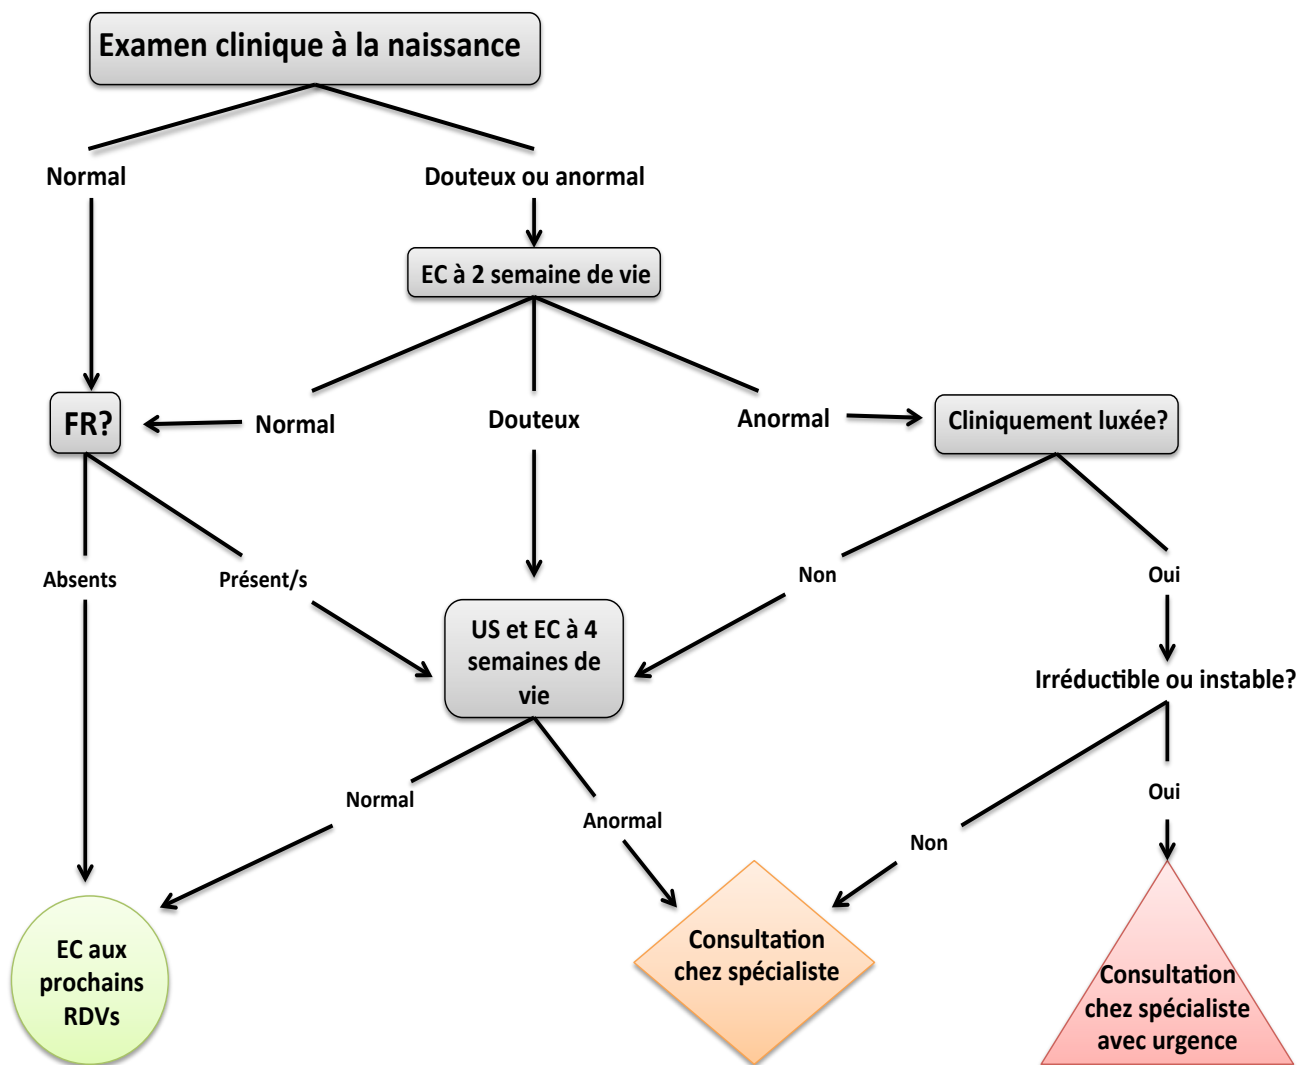 Examen clinique à la naissance
Normal
Douteux ou anormal
EC à 2 semaine de vie
FR?
Normal
Douteux
Anormal
Cliniquement luxée?
Absents
Présent/s
Non
Oui
US et EC à 4
semaines de
vie
Irréductible ou instable?
Normal
Anormal
Non
Oui
EC aux
prochains
RDVs
Consultation
chez spécialiste
Consultation
chez spécialiste
avec urgence